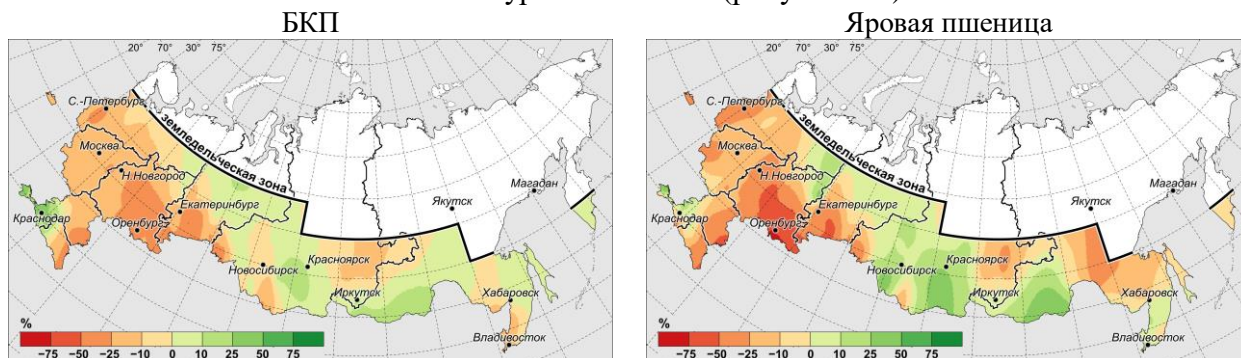 БКП
20° 70° 30° 75°
С.-Петербург
земледельческая зона
Москва
Н.Новгород
Магадан
Екатеринбург
Якутск
Краснодар
Оренбург
Красноярск
Новосибирск
Иркутск
Хабаровск
Владивосток
%
−75 −50 −25 −10 0 10 25 50 75
Яровая пшеница
20° 70° 30° 75°
С.-Петербург
земледельческая зона
Москва
Н.Новгород
Магадан
Екатеринбург
Якутск
Краснодар
Оренбург
Красноярск
Новосибирск
Иркутск
Хабаровск
Владивосток
%
−75 −50 −25 −10 0 10 25 50 75